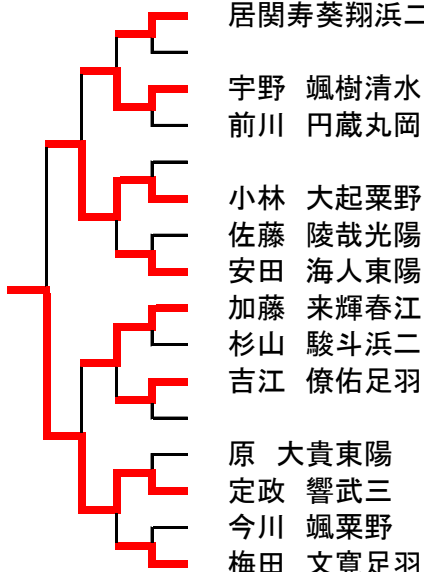 居関寿葵翔浜二
宇野 颯樹清水
前川 円蔵丸岡
小林 大起粟野
佐藤 陵哉光陽
安田 海人東陽
加藤 来輝春江
杉山 駿斗浜二
吉江 僚佑足羽
原 大貴東陽
定政 響武三
今川 颯粟野
梅田 文寛足羽